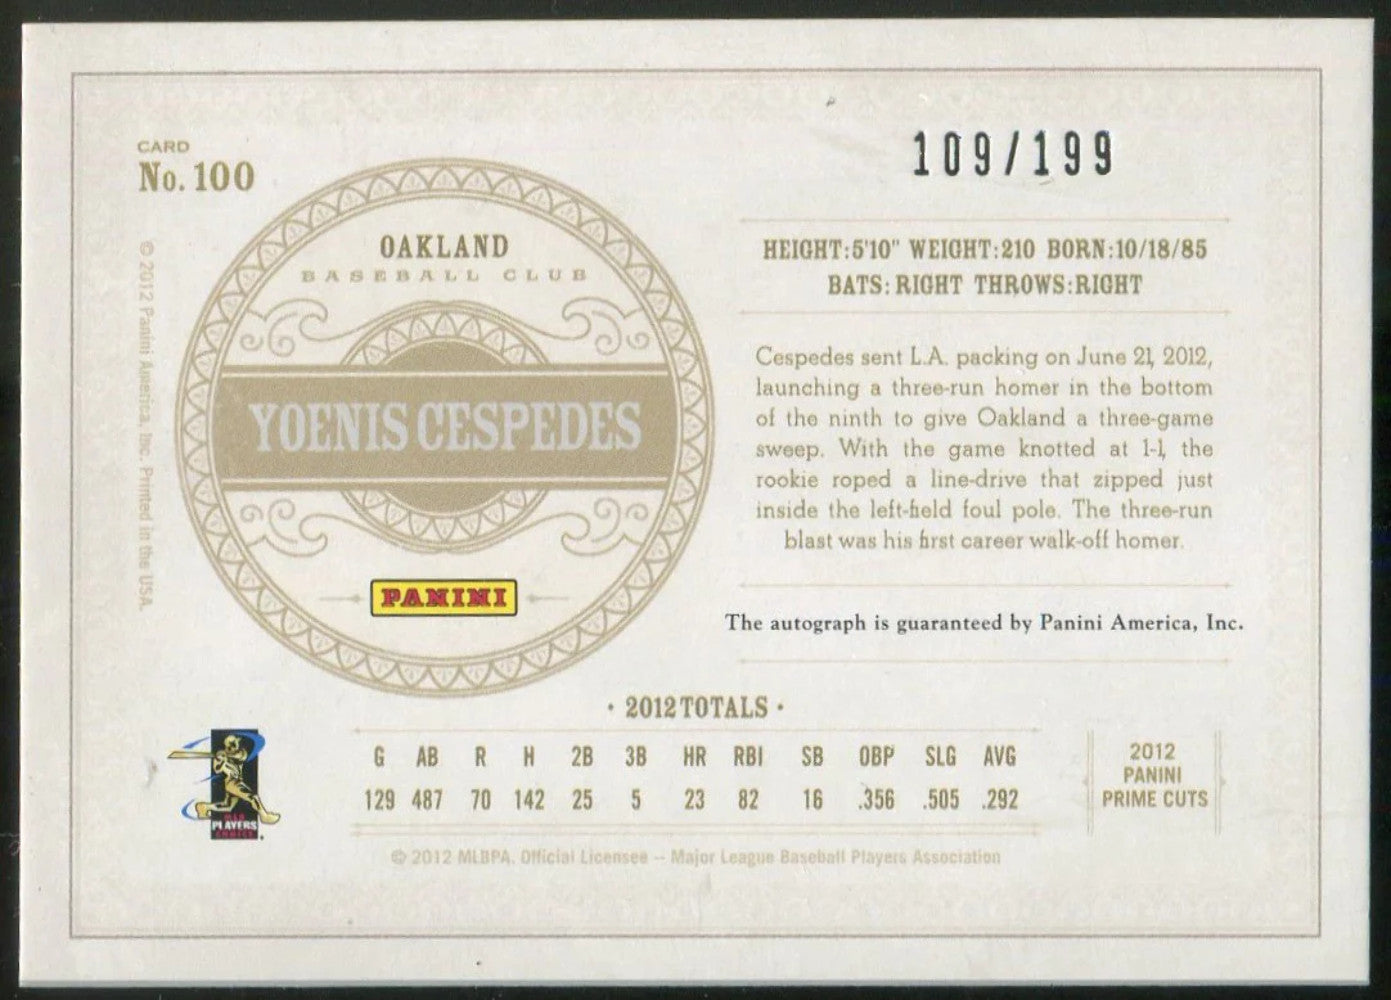 CARD
No. 100
109/199
© 2012 Panini America, Inc. Printed in the USA.
OAKLAND
BASEBALL CLUB
YOENIS CESPEDES
PANINI
HEIGHT:5'10" WEIGHT:210 BORN:10/18/85
BATS: RIGHT THROWS:RIGHT
Cespedes sent L.A. packing on June 21, 2012,
launching a three-run homer in the bottom
of the ninth to give Oakland a three-game
sweep. With the game knotted at 1-1, the
rookie roped a line-drive that zipped just
inside the left-field foul pole. The three-run
blast was his first career walk-off homer.
The autograph is guaranteed by Panini America, Inc.
· 2012 TOTALS ·
G AB R H 2B 3B HR RBI SB OBP SLG AVG
129 487 70 142 25 5 23 82 16 .356 .505 .292
2012
PANINI
PRIME CUTS
MLB
PLAYERS
CHOICE
© 2012 MLBPA. Official Licensee -- Major League Baseball Players Association